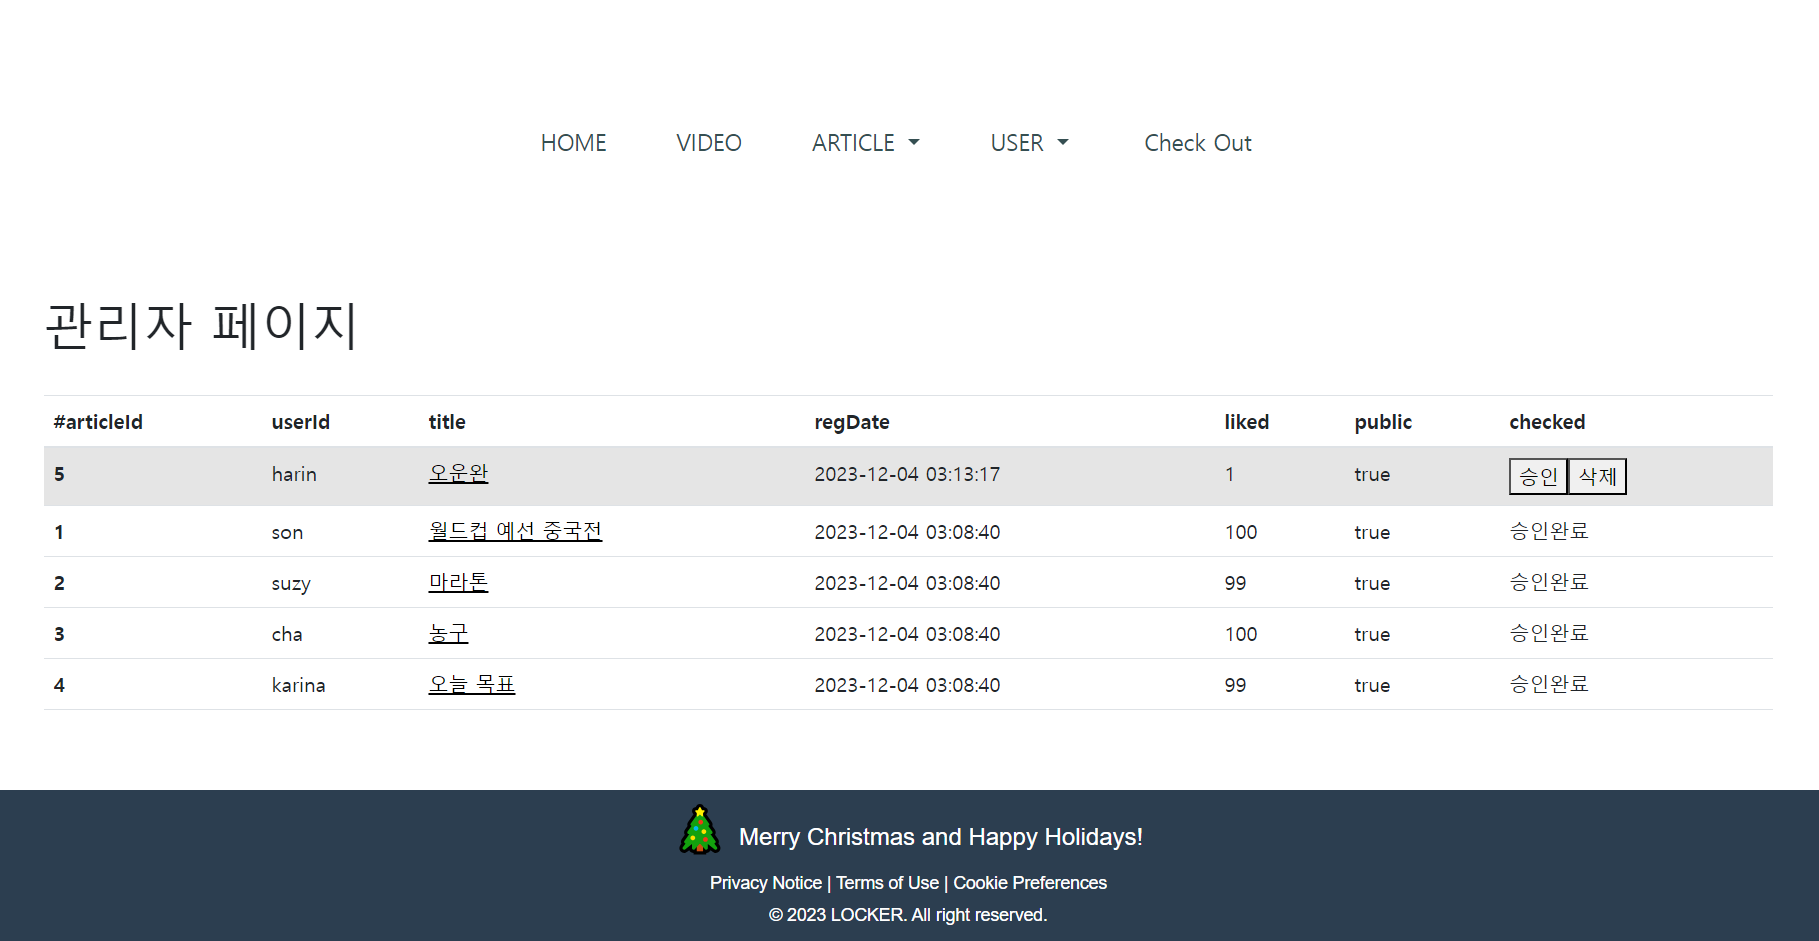 HOME VIDEO ARTICLE USER Check Out
관리자 페이지
#articleId userId title regDate liked public checked
5 harin 오운완 2023-12-04 03:13:17 1 true 승인 삭제
1 son 월드컵 예선 중국전 2023-12-04 03:08:40 100 true 승인완료
2 suzy 마라톤 2023-12-04 03:08:40 99 true 승인완료
3 cha 농구 2023-12-04 03:08:40 100 true 승인완료
4 karina 오늘 목표 2023-12-04 03:08:40 99 true 승인완료
Merry Christmas and Happy Holidays!
Privacy Notice | Terms of Use | Cookie Preferences
© 2023 LOCKER. All right reserved.